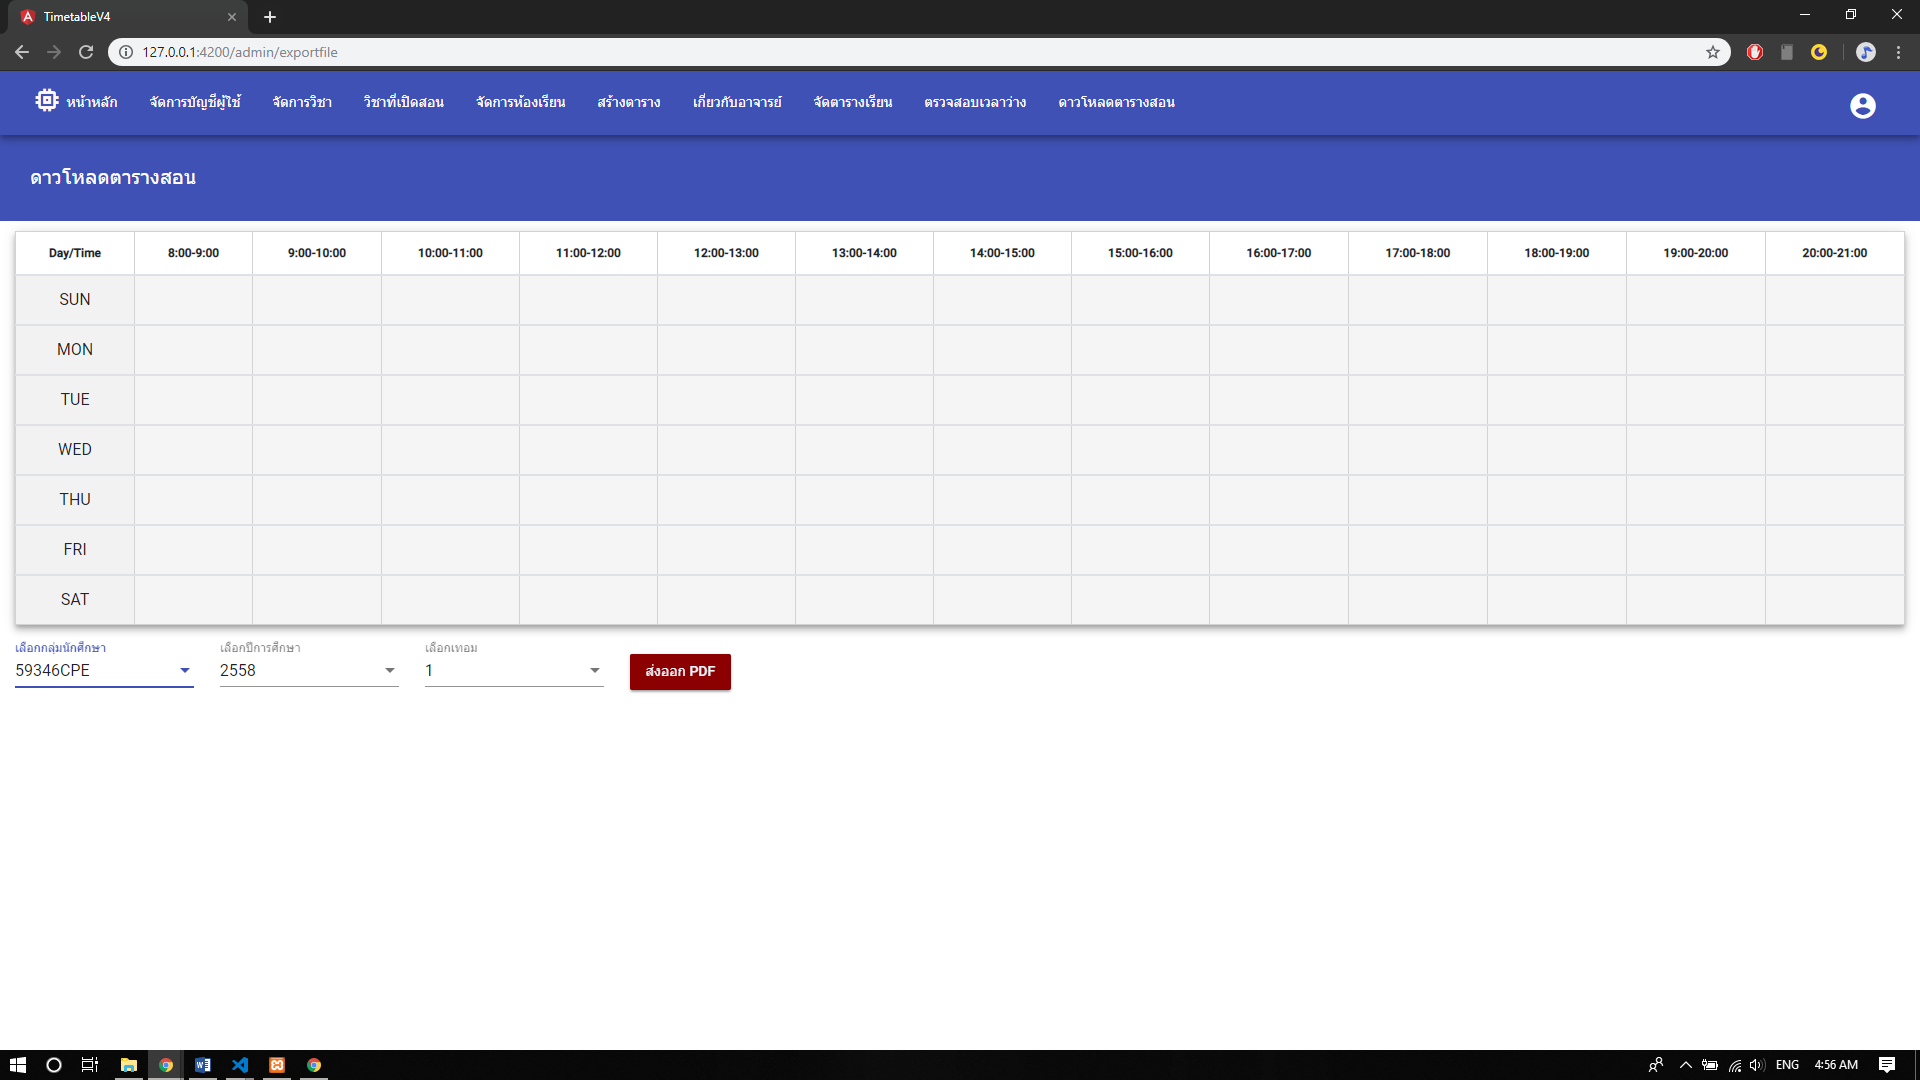 TimetableV4
127.0.0.1:4200/admin/exportfile
หน้าหลัก จัดการบัญชีผู้ใช้ จัดการวิชา วิชาที่เปิดสอน จัดการห้องเรียน สร้างตาราง เกี่ยวกับอาจารย์ จัดตารางเรียน ตรวจสอบเวลาว่าง ดาวโหลดตารางสอน
ดาวโหลดตารางสอน
Day/Time 8:00-9:00 9:00-10:00 10:00-11:00 11:00-12:00 12:00-13:00 13:00-14:00 14:00-15:00 15:00-16:00 16:00-17:00 17:00-18:00 18:00-19:00 19:00-20:00 20:00-21:00
SUN
MON
TUE
WED
THU
FRI
SAT
เลือกกลุ่มนักศึกษา เลือกปีการศึกษา เลือกเทอม
59346CPE 2558 1 ส่งออก PDF
ENG 4:56 AM